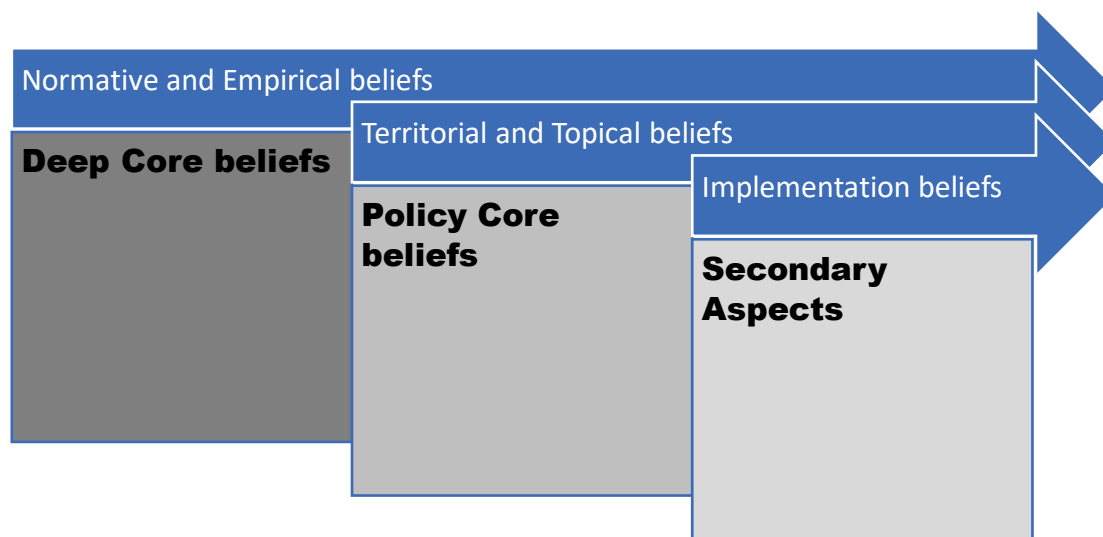 Normative and Empirical beliefs
Deep Core beliefs
Territorial and Topical beliefs
Policy Core
beliefs
Implementation beliefs
Secondary
Aspects